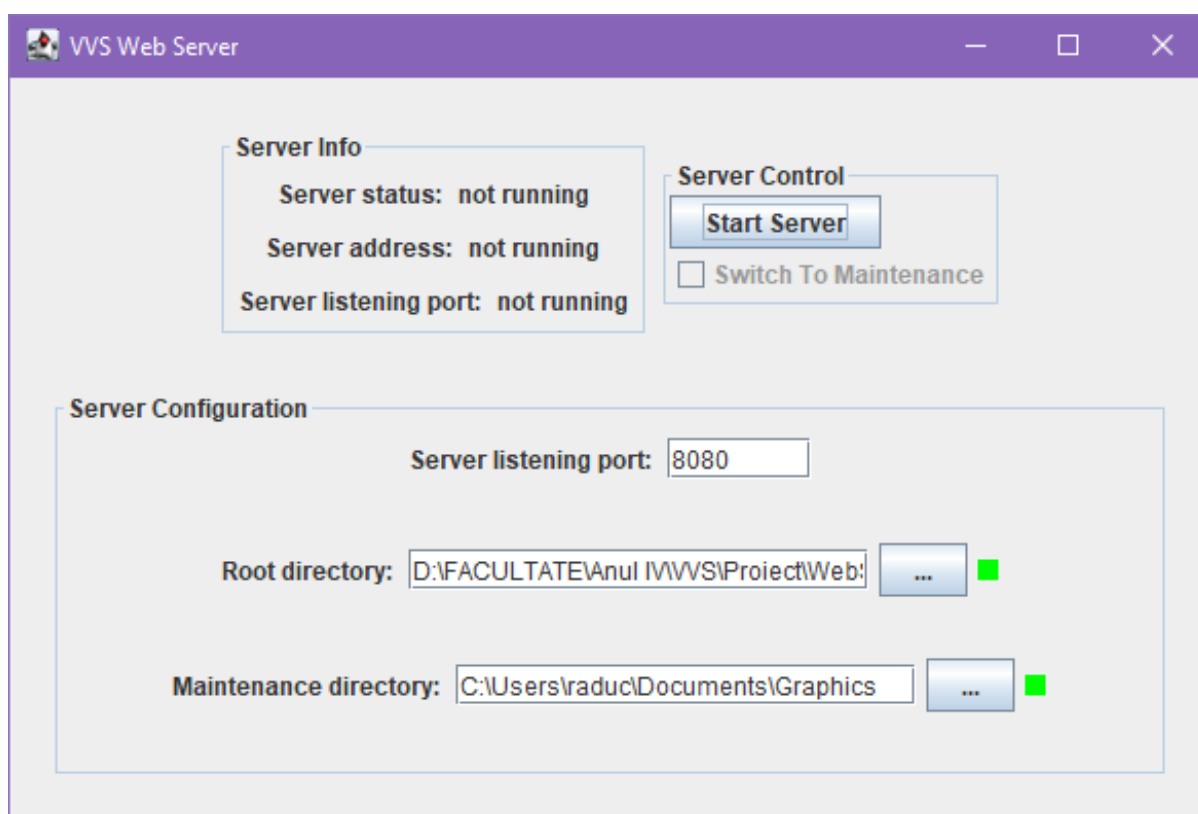 VVS Web Server
Server Info
Server status: not running
Server address: not running
Server listening port: not running
Server Control
Start Server
Switch To Maintenance
Server Configuration
Server listening port: 8080
Root directory: D:\FACULTATE\Anul IV\VVS\Proiect\WebS ...
Maintenance directory: C:\Users\raduc\Documents\Graphics ...